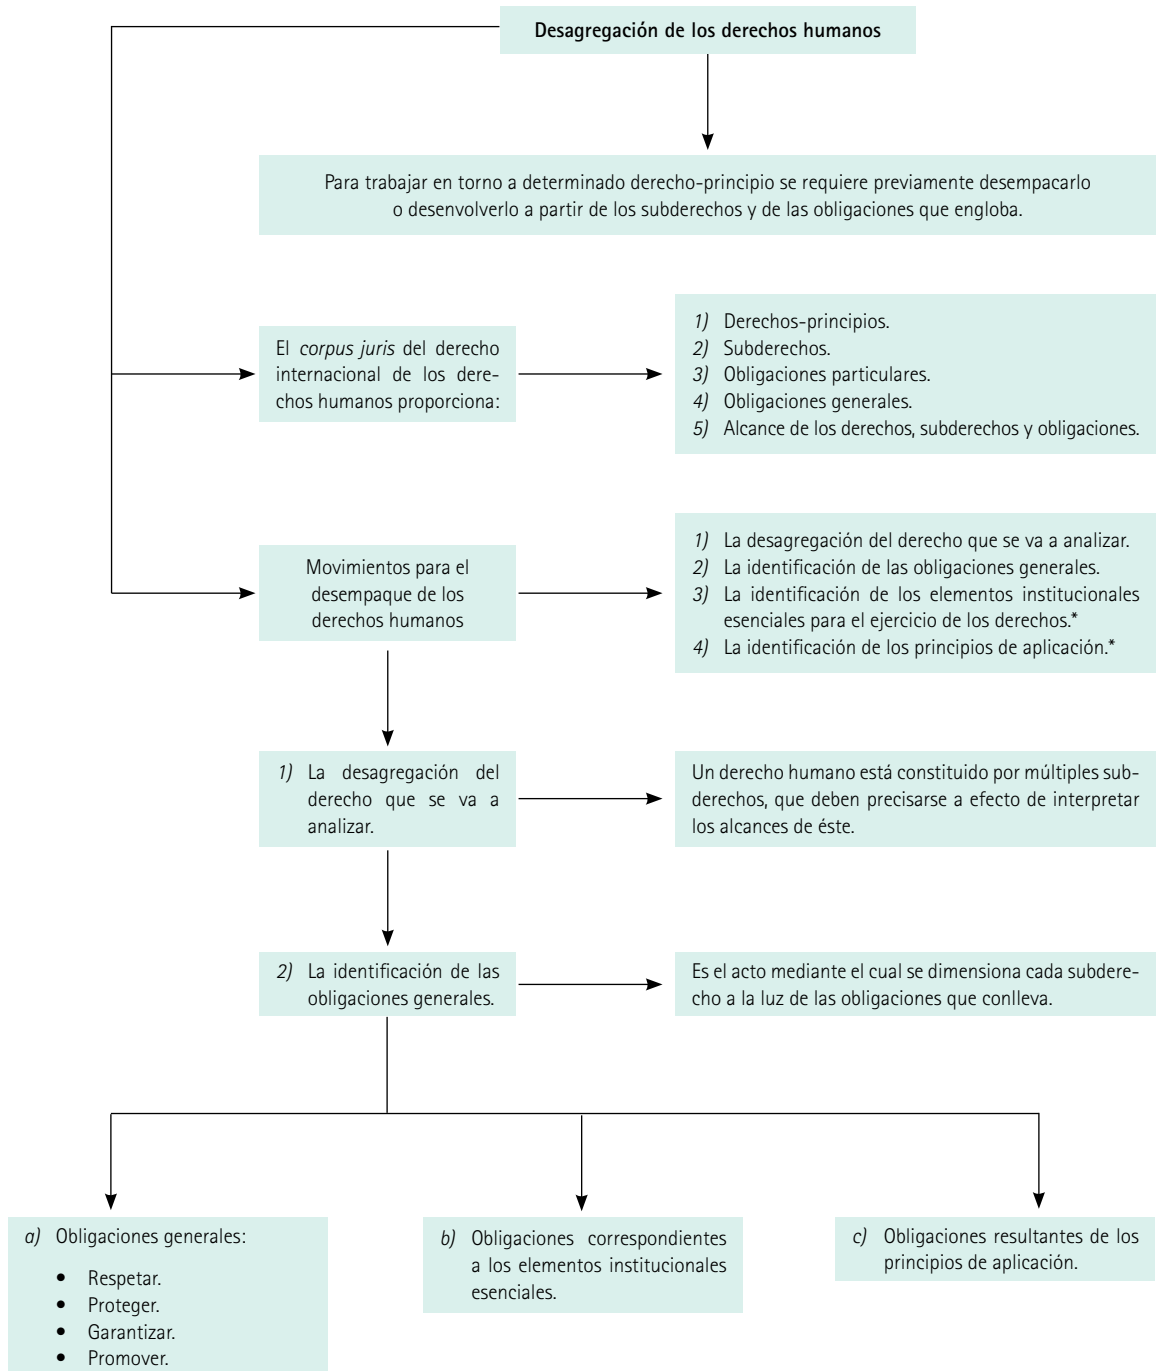 Desagregación de los derechos humanos
Para trabajar en torno a determinado derecho-principio se requiere previamente desempacarlo
o desenvolverlo a partir de los subderechos y de las obligaciones que engloba.
El corpus juris del derecho
internacional de los dere-
chos humanos proporciona:
1) Derechos-principios.
2) Subderechos.
3) Obligaciones particulares.
4) Obligaciones generales.
5) Alcance de los derechos, subderechos y obligaciones.
Movimientos para el
desempaque de los
derechos humanos
1) La desagregación del derecho que se va a analizar.
2) La identificación de las obligaciones generales.
3) La identificación de los elementos institucionales
esenciales para el ejercicio de los derechos.*
4) La identificación de los principios de aplicación.*
1) La desagregación del
derecho que se va a
analizar.
Un derecho humano está constituido por múltiples sub-
derechos, que deben precisarse a efecto de interpretar
los alcances de éste.
2) La identificación de las
obligaciones generales.
Es el acto mediante el cual se dimensiona cada subdere-
cho a la luz de las obligaciones que conlleva.
a) Obligaciones generales:
• Respetar.
• Proteger.
• Garantizar.
• Promover.
b) Obligaciones correspondientes
a los elementos institucionales
esenciales.
c) Obligaciones resultantes de los
principios de aplicación.